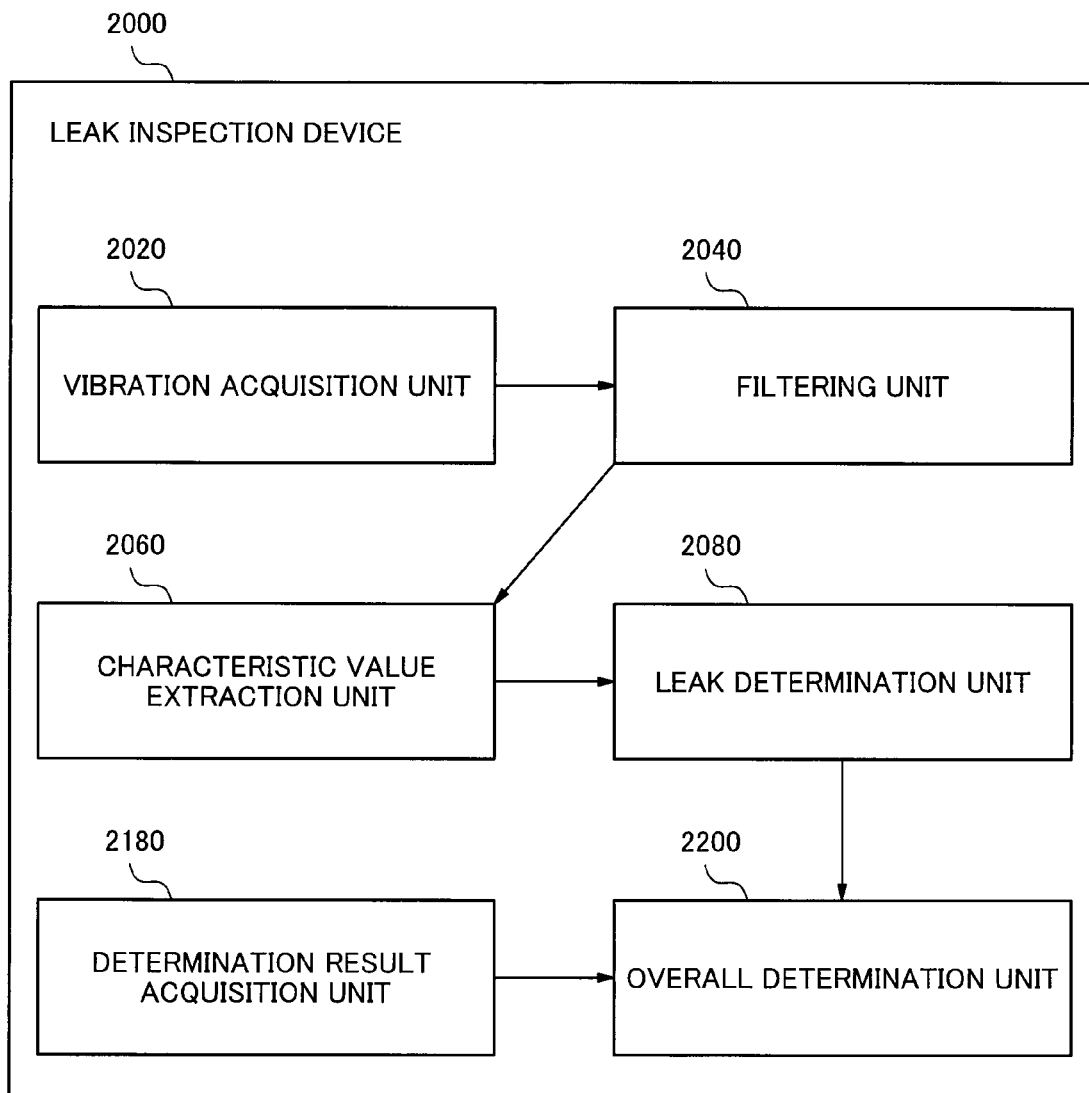 2000
LEAK INSPECTION DEVICE
2020
2040
VIBRATION ACQUISITION UNIT
FILTERING UNIT
2060
2080
CHARACTERISTIC VALUE
EXTRACTION UNIT
LEAK DETERMINATION UNIT
2180
2200
DETERMINATION RESULT
ACQUISITION UNIT
OVERALL DETERMINATION UNIT